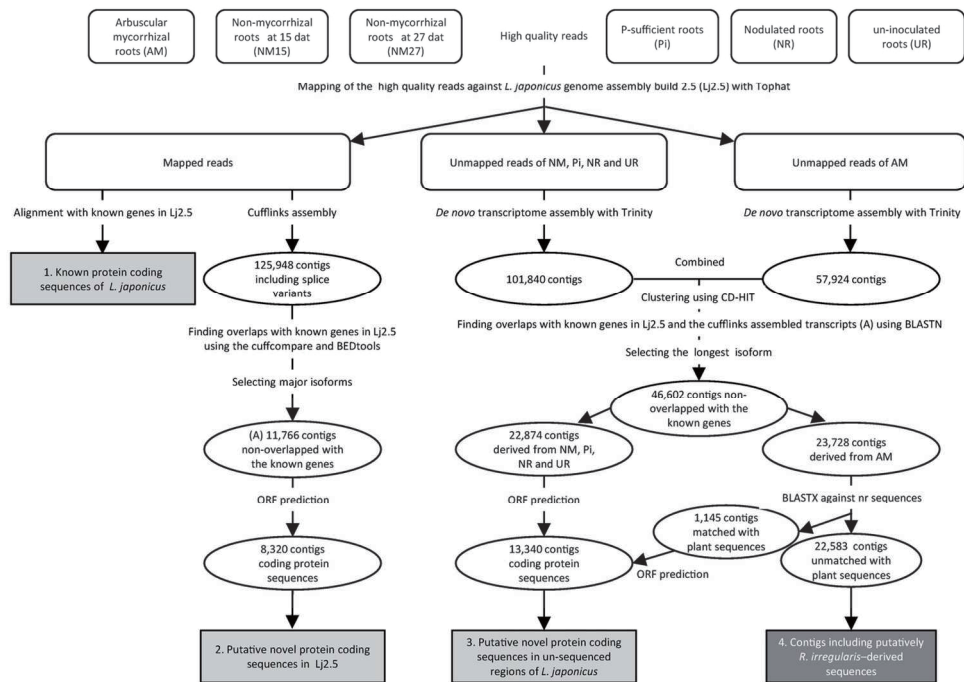 Arbuscular
mycorrhizal
roots (AM)
Non-mycorrhizal
roots at 15 dat
(NM15)
Non-mycorrhizal
roots at 27 dat
(NM27)
High quality reads
P-sufficient roots
(Pi)
Nodulated roots
(NR)
un-inoculated
roots (UR)
Mapping of the high quality reads against L. japonicus genome assembly build 2.5 (Lj2.5) with Tophat
Mapped reads
Unmapped reads of NM, Pi, NR and UR
Unmapped reads of AM
Alignment with known genes in Lj2.5
Cufflinks assembly
De novo transcriptome assembly with Trinity
De novo transcriptome assembly with Trinity
1. Known protein coding
sequences of L. japonicus
125,948 contigs
including splice
variants
101,840 contigs
Combined
57,924 contigs
Clustering using CD-HIT
Finding overlaps with known genes in Lj2.5
using the cuffcompare and BEDtools
Finding overlaps with known genes in Lj2.5 and the cufflinks assembled transcripts (A) using BLASTN
Selecting the longest isoform
Selecting major isoforms
46,602 contigs non-
overlapped with the
known genes
(A) 11,766 contigs
non-overlapped with
the known genes
22,874 contigs
derived from NM, Pi,
NR and UR
23,728 contigs
derived from AM
ORF prediction
ORF prediction
BLASTX against nr sequences
1,145 contigs
matched with
plant sequences
8,320 contigs
coding protein
sequences
13,340 contigs
coding protein
sequences
ORF prediction
22,583 contigs
unmatched with
plant sequences
2. Putative novel protein coding
sequences in Lj2.5
3. Putative novel protein coding
sequences in un-sequenced
regions of L. japonicus
4. Contigs including putatively
R. irregularis–derived
sequences